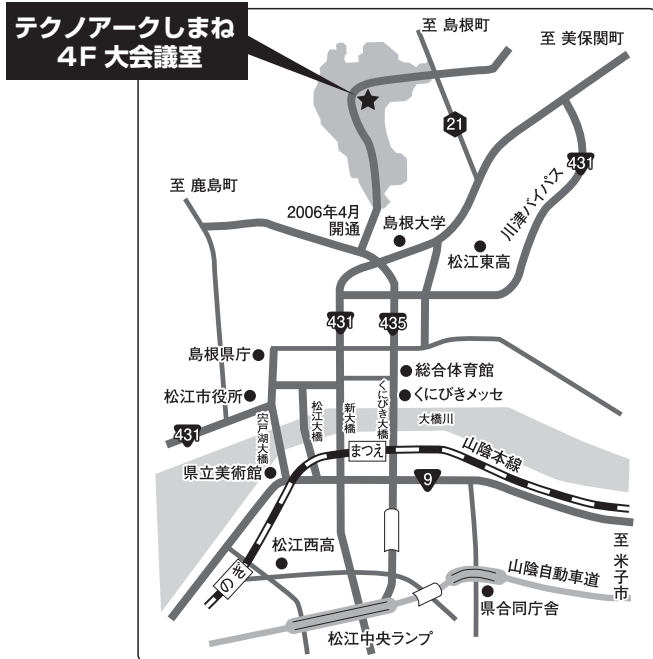 テクノアークしまね
4F 大会議室
至 島根町
至 美保関町
21
431
川津バイパス
至 鹿島町
2006年4月
開通
島根大学
松江東高
431
435
島根県庁
総合体育館
松江市役所
くにびきメッセ
431
宍戸湖大橋
松江大橋
新大橋
くにびき大橋
大橋川
まつえ
山陰本線
県立美術館
9
松江西高
のぎ
至 米子市
山陰自動車道
県合同庁舎
松江中央ランプ